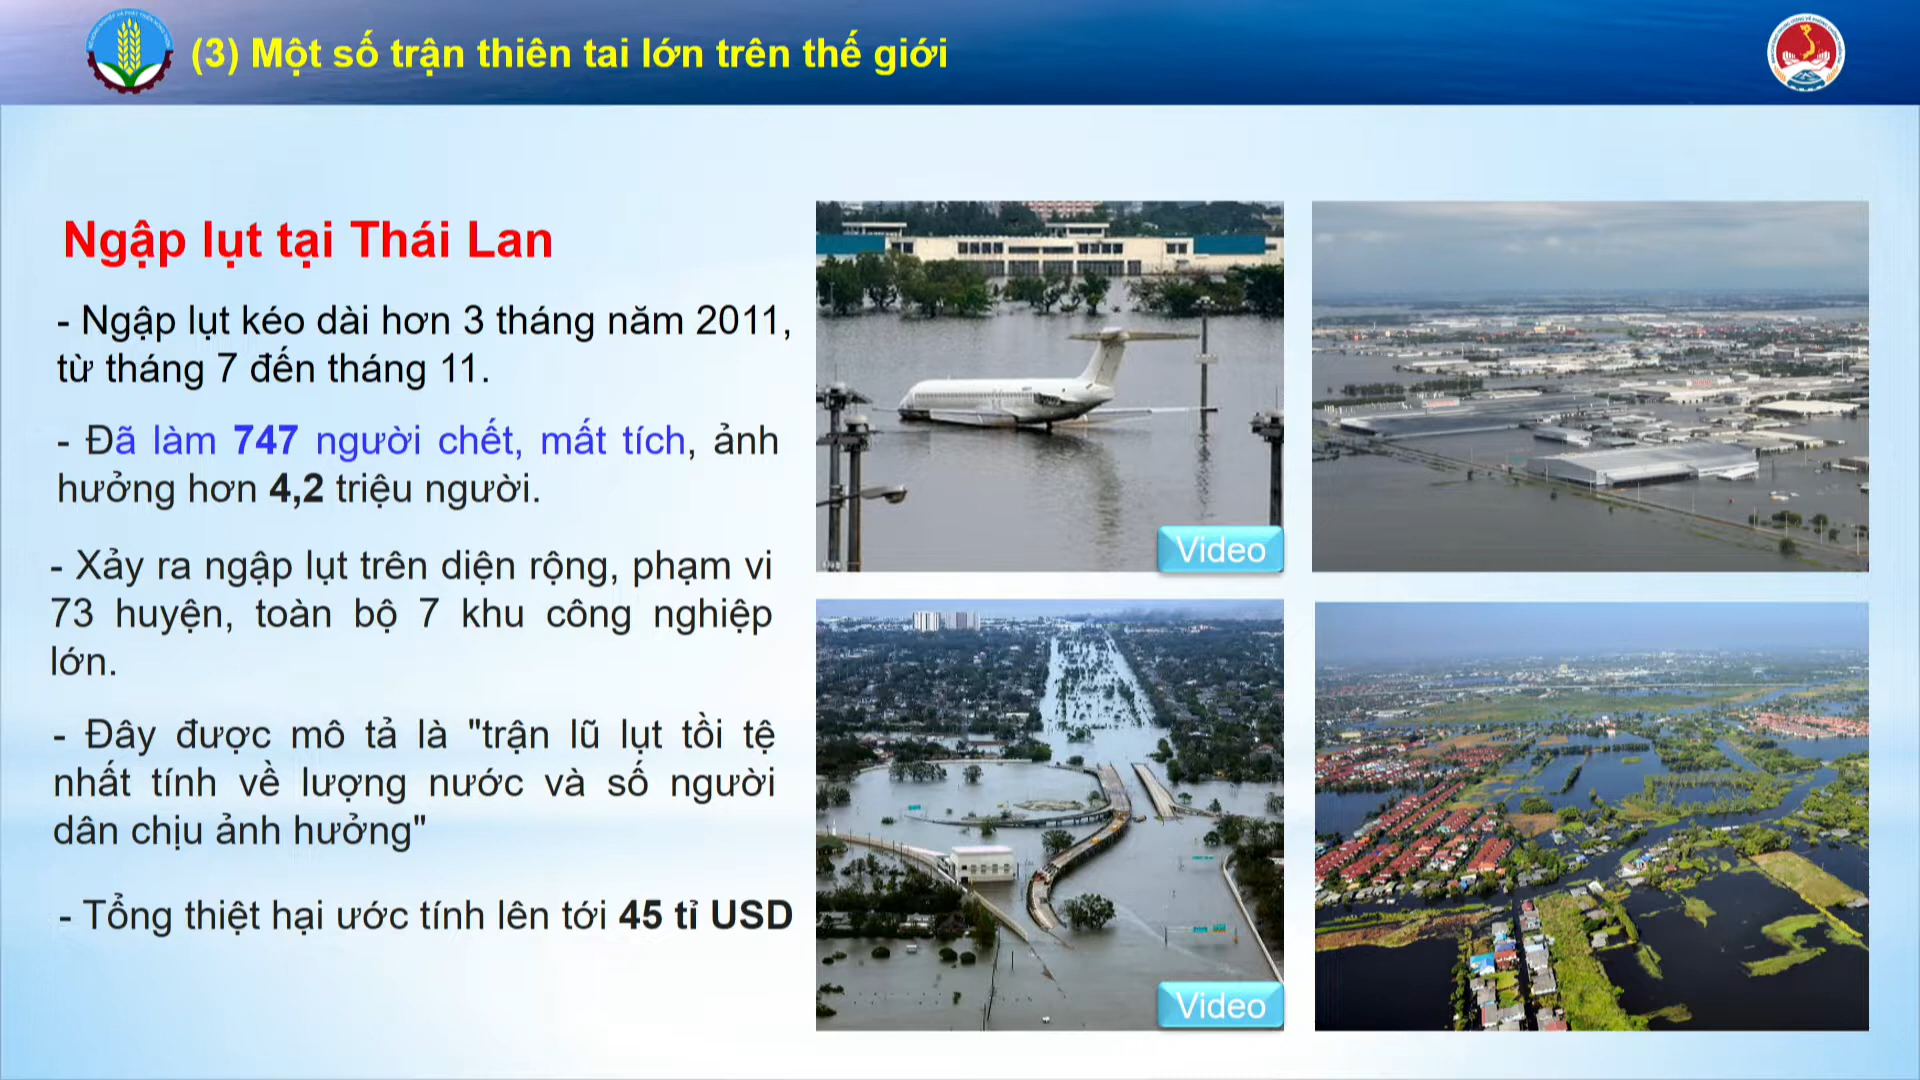 (3) Một số trận thiên tai lớn trên thế giới
Ngập lụt tại Thái Lan
- Ngập lụt kéo dài hơn 3 tháng năm 2011,
từ tháng 7 đến tháng 11.
- Đã làm 747 người chết, mất tích, ảnh
hưởng hơn 4,2 triệu người.
- Xảy ra ngập lụt trên diện rộng, phạm vi
73 huyện, toàn bộ 7 khu công nghiệp
lớn.
- Đây được mô tả là "trận lũ lụt tồi tệ
nhất tính về lượng nước và số người
dân chịu ảnh hưởng"
- Tổng thiệt hại ước tính lên tới 45 tỉ USD
Video
Video